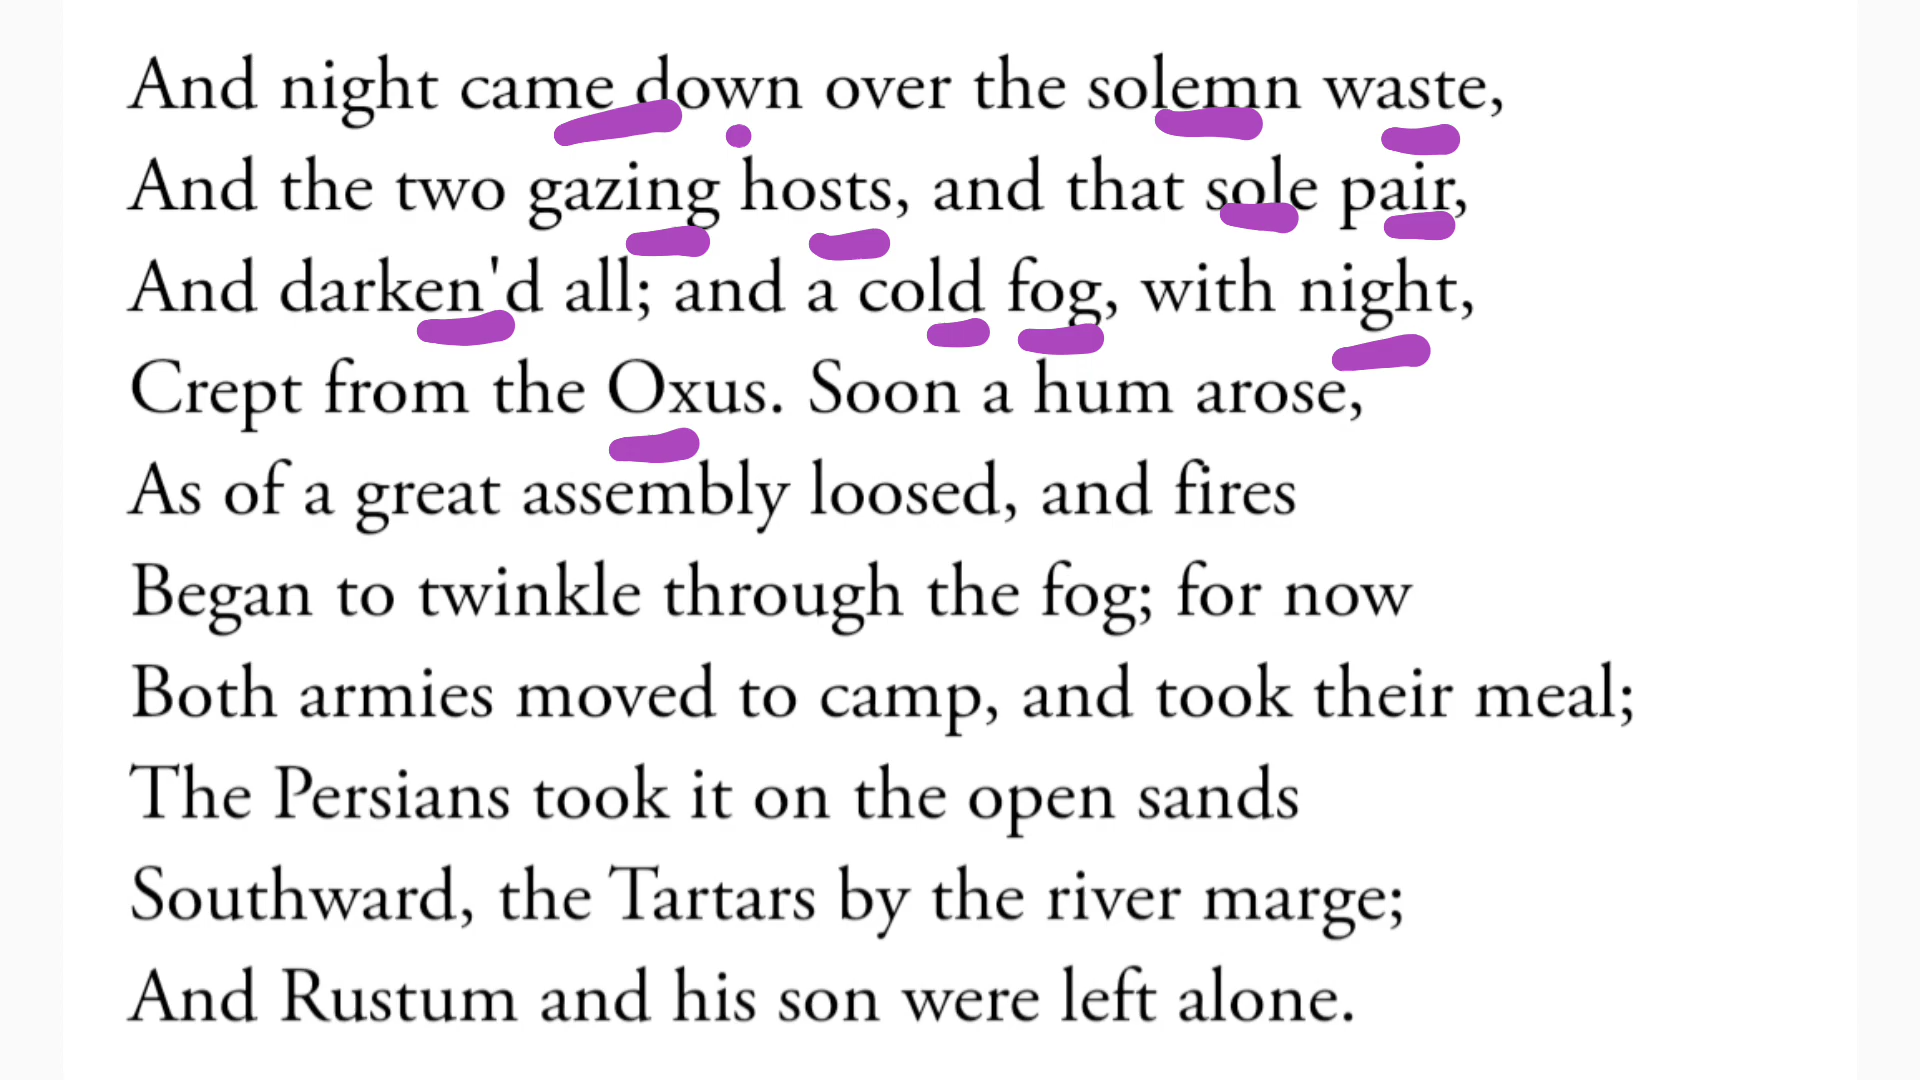 And night came down over the solemn waste,
And the two gazing hosts, and that sole pair,
And darken'd all; and a cold fog, with night,
Crept from the Oxus. Soon a hum arose,
As of a great assembly loosed, and fires
Began to twinkle through the fog; for now
Both armies moved to camp, and took their meal;
The Persians took it on the open sands
Southward, the Tartars by the river marge;
And Rustum and his son were left alone.